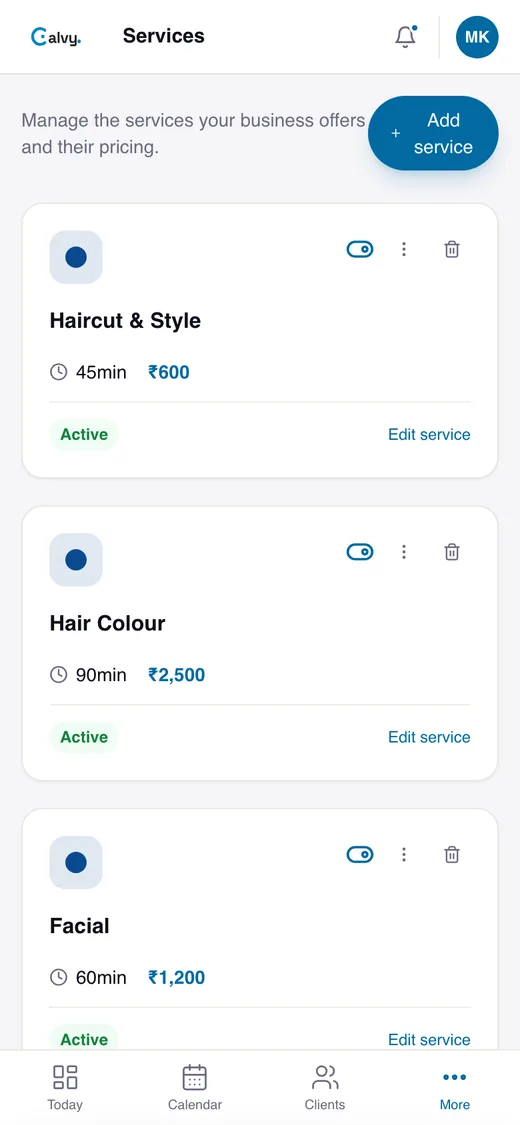 Galvy.
Services
MK
Manage the services your business offers
and their pricing.
+ Add
service
Haircut & Style
45min ₹600
Active Edit service
Hair Colour
90min ₹2,500
Active Edit service
Facial
60min ₹1,200
Active Edit service
Today Calendar Clients More